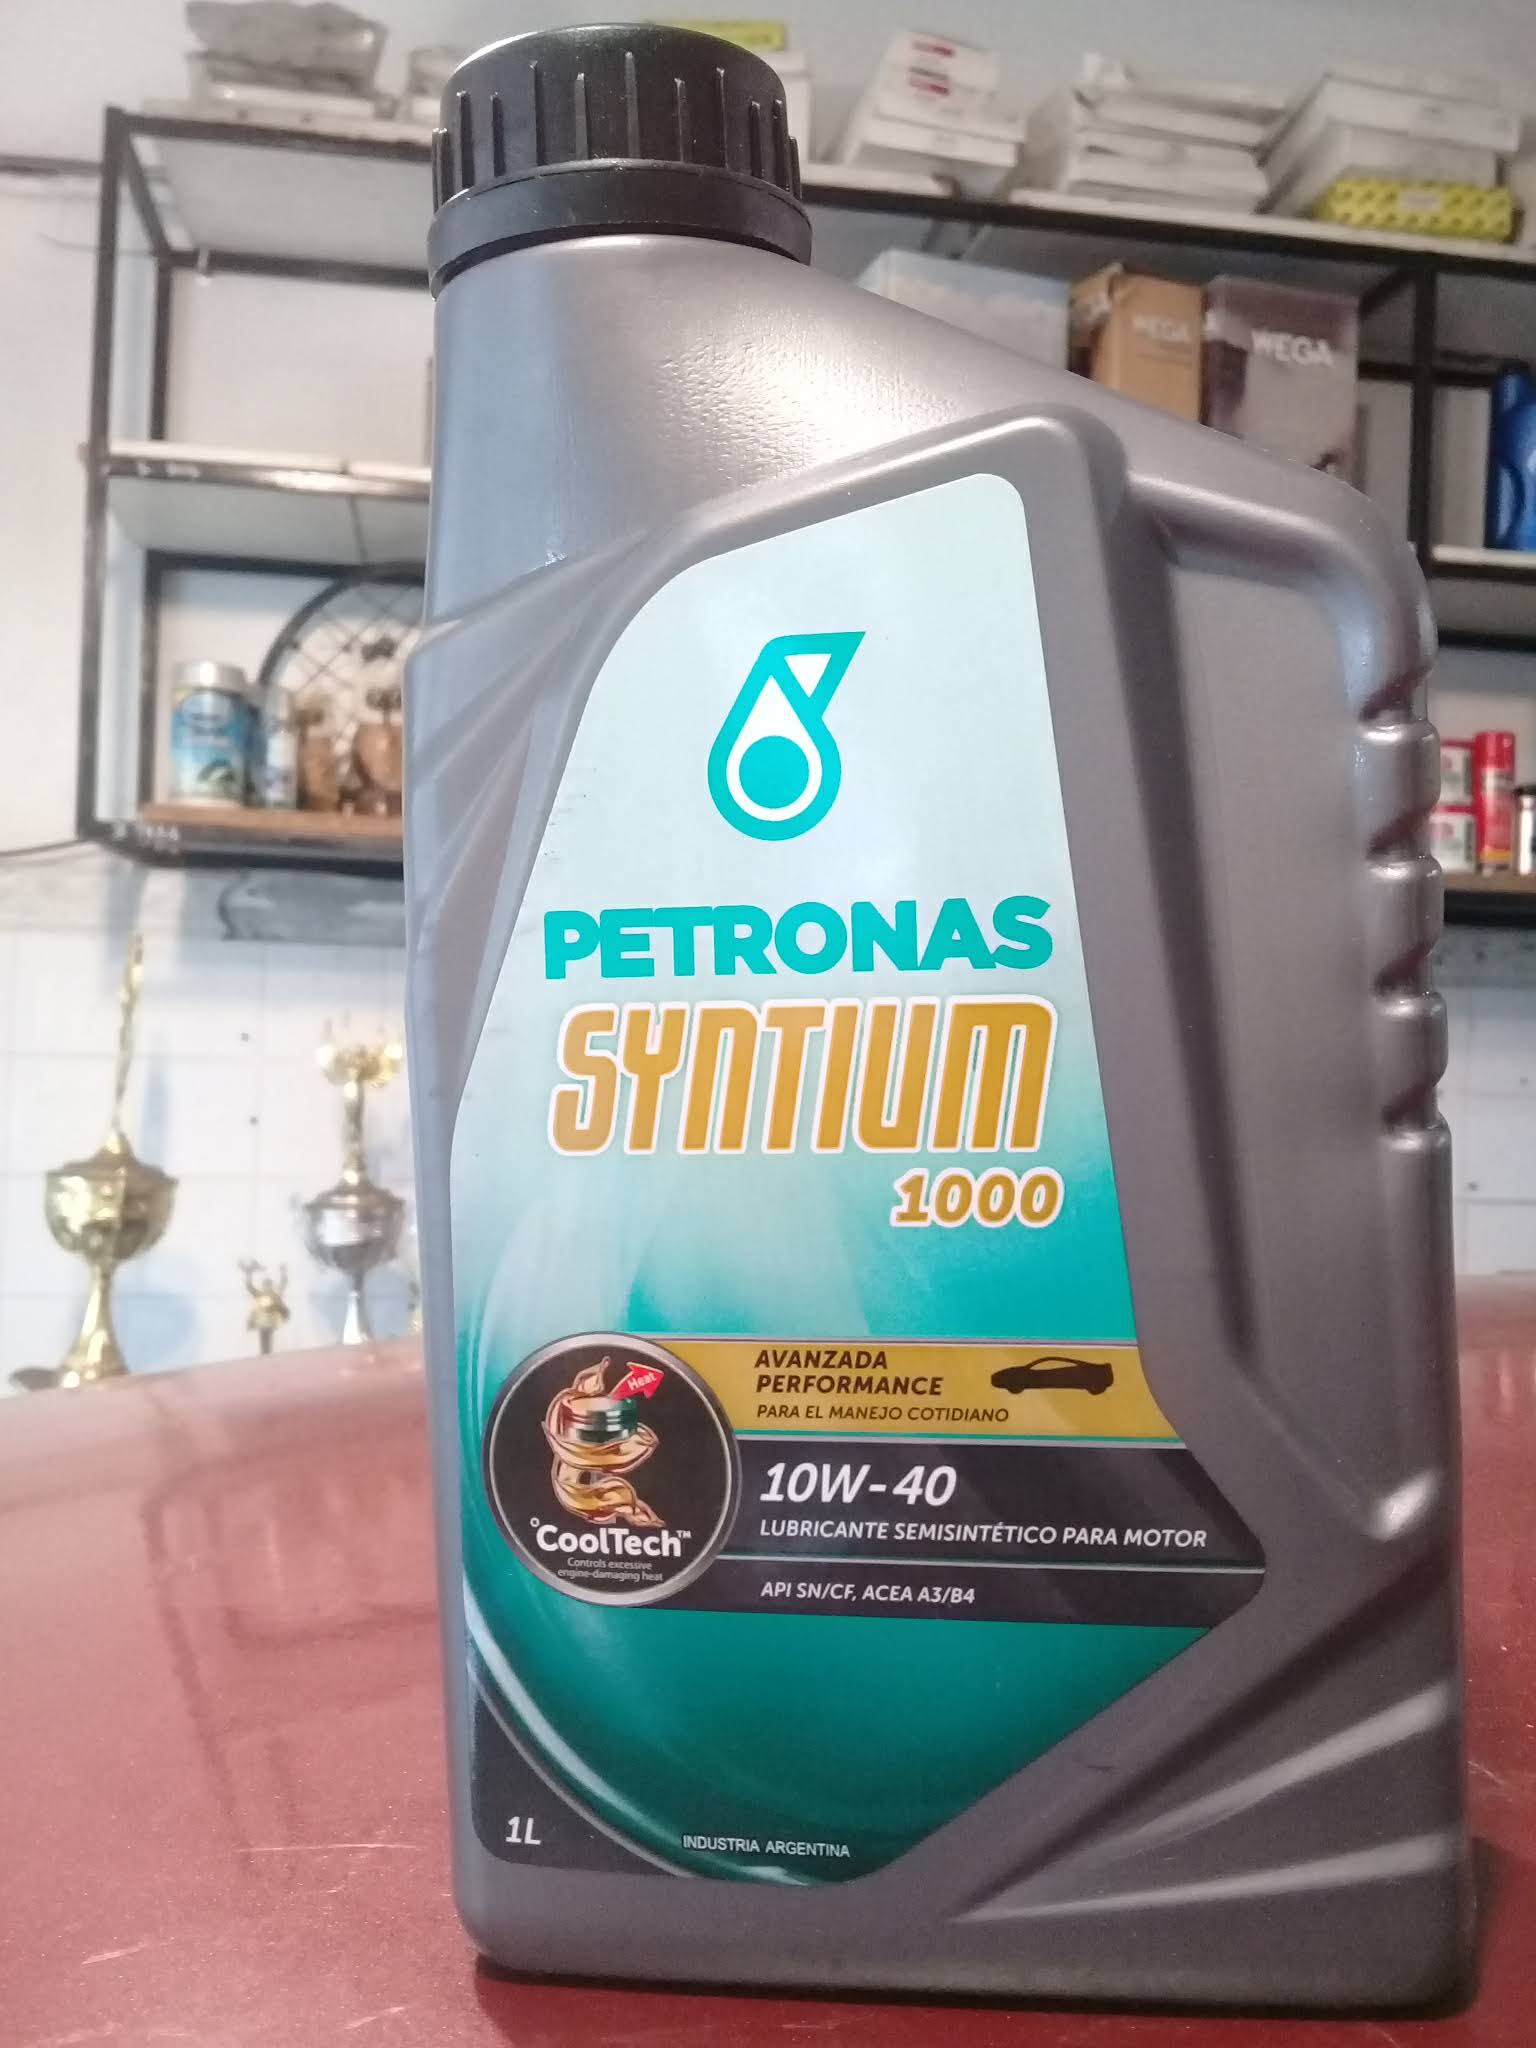 WEGA
WEGA
PETRONAS
SYNTIUM
1000
AVANZADA
PERFORMANCE
PARA EL MANEJO COTIDIANO
Heat
10W-40
LUBRICANTE SEMISINTÉTICO PARA MOTOR
API SN/CF, ACEA A3/B4
°CoolTech™
Controls excessive
engine-damaging heat
1L
INDUSTRIA ARGENTINA